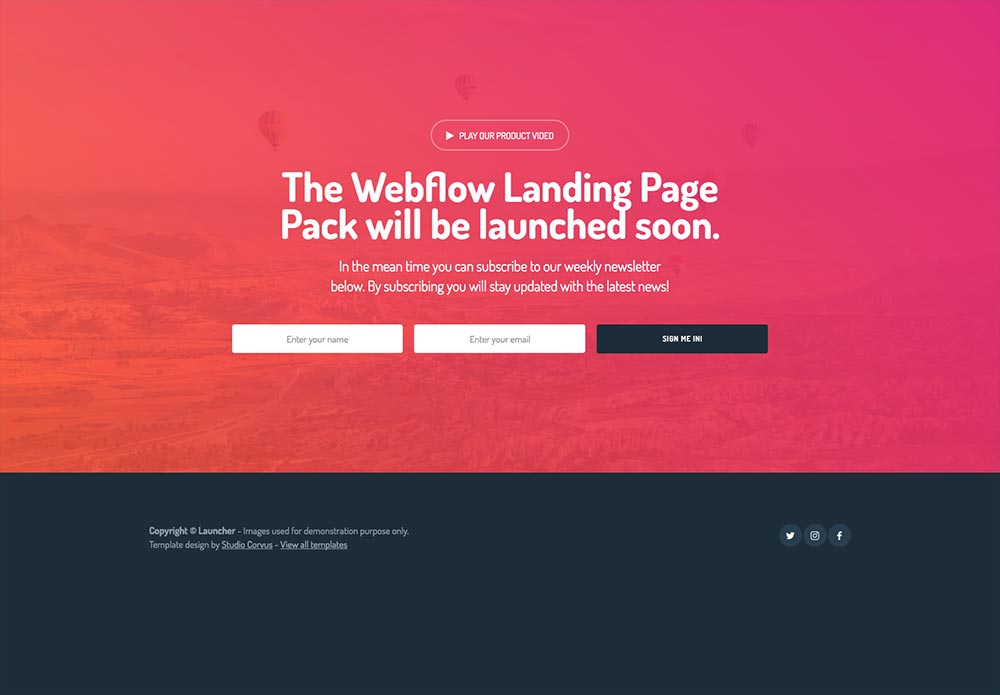 PLAY OUR PRODUCT VIDEO
The Webflow Landing Page
Pack will be launched soon.
In the mean time you can subscribe to our weekly newsletter
below. By subscribing you will stay updated with the latest news!
Enter your name
Enter your email
SIGN ME IN!
Copyright © Launcher - Images used for demonstration purpose only.
Template design by Studio Corvus - View all templates